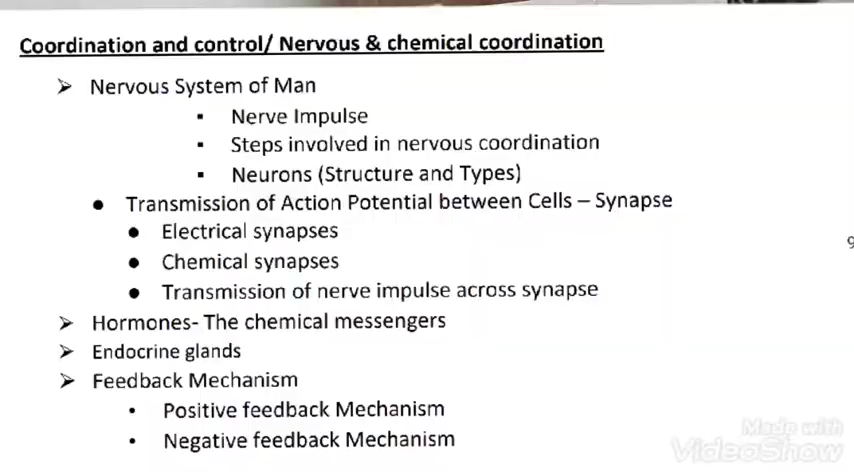 Coordination and control/ Nervous & chemical coordination
➢ Nervous System of Man
▪ Nerve Impulse
▪ Steps involved in nervous coordination
▪ Neurons (Structure and Types)
● Transmission of Action Potential between Cells – Synapse
● Electrical synapses
● Chemical synapses
● Transmission of nerve impulse across synapse
9
➢ Hormones- The chemical messengers
➢ Endocrine glands
➢ Feedback Mechanism
• Positive feedback Mechanism
• Negative feedback Mechanism
Made with
VideoShow